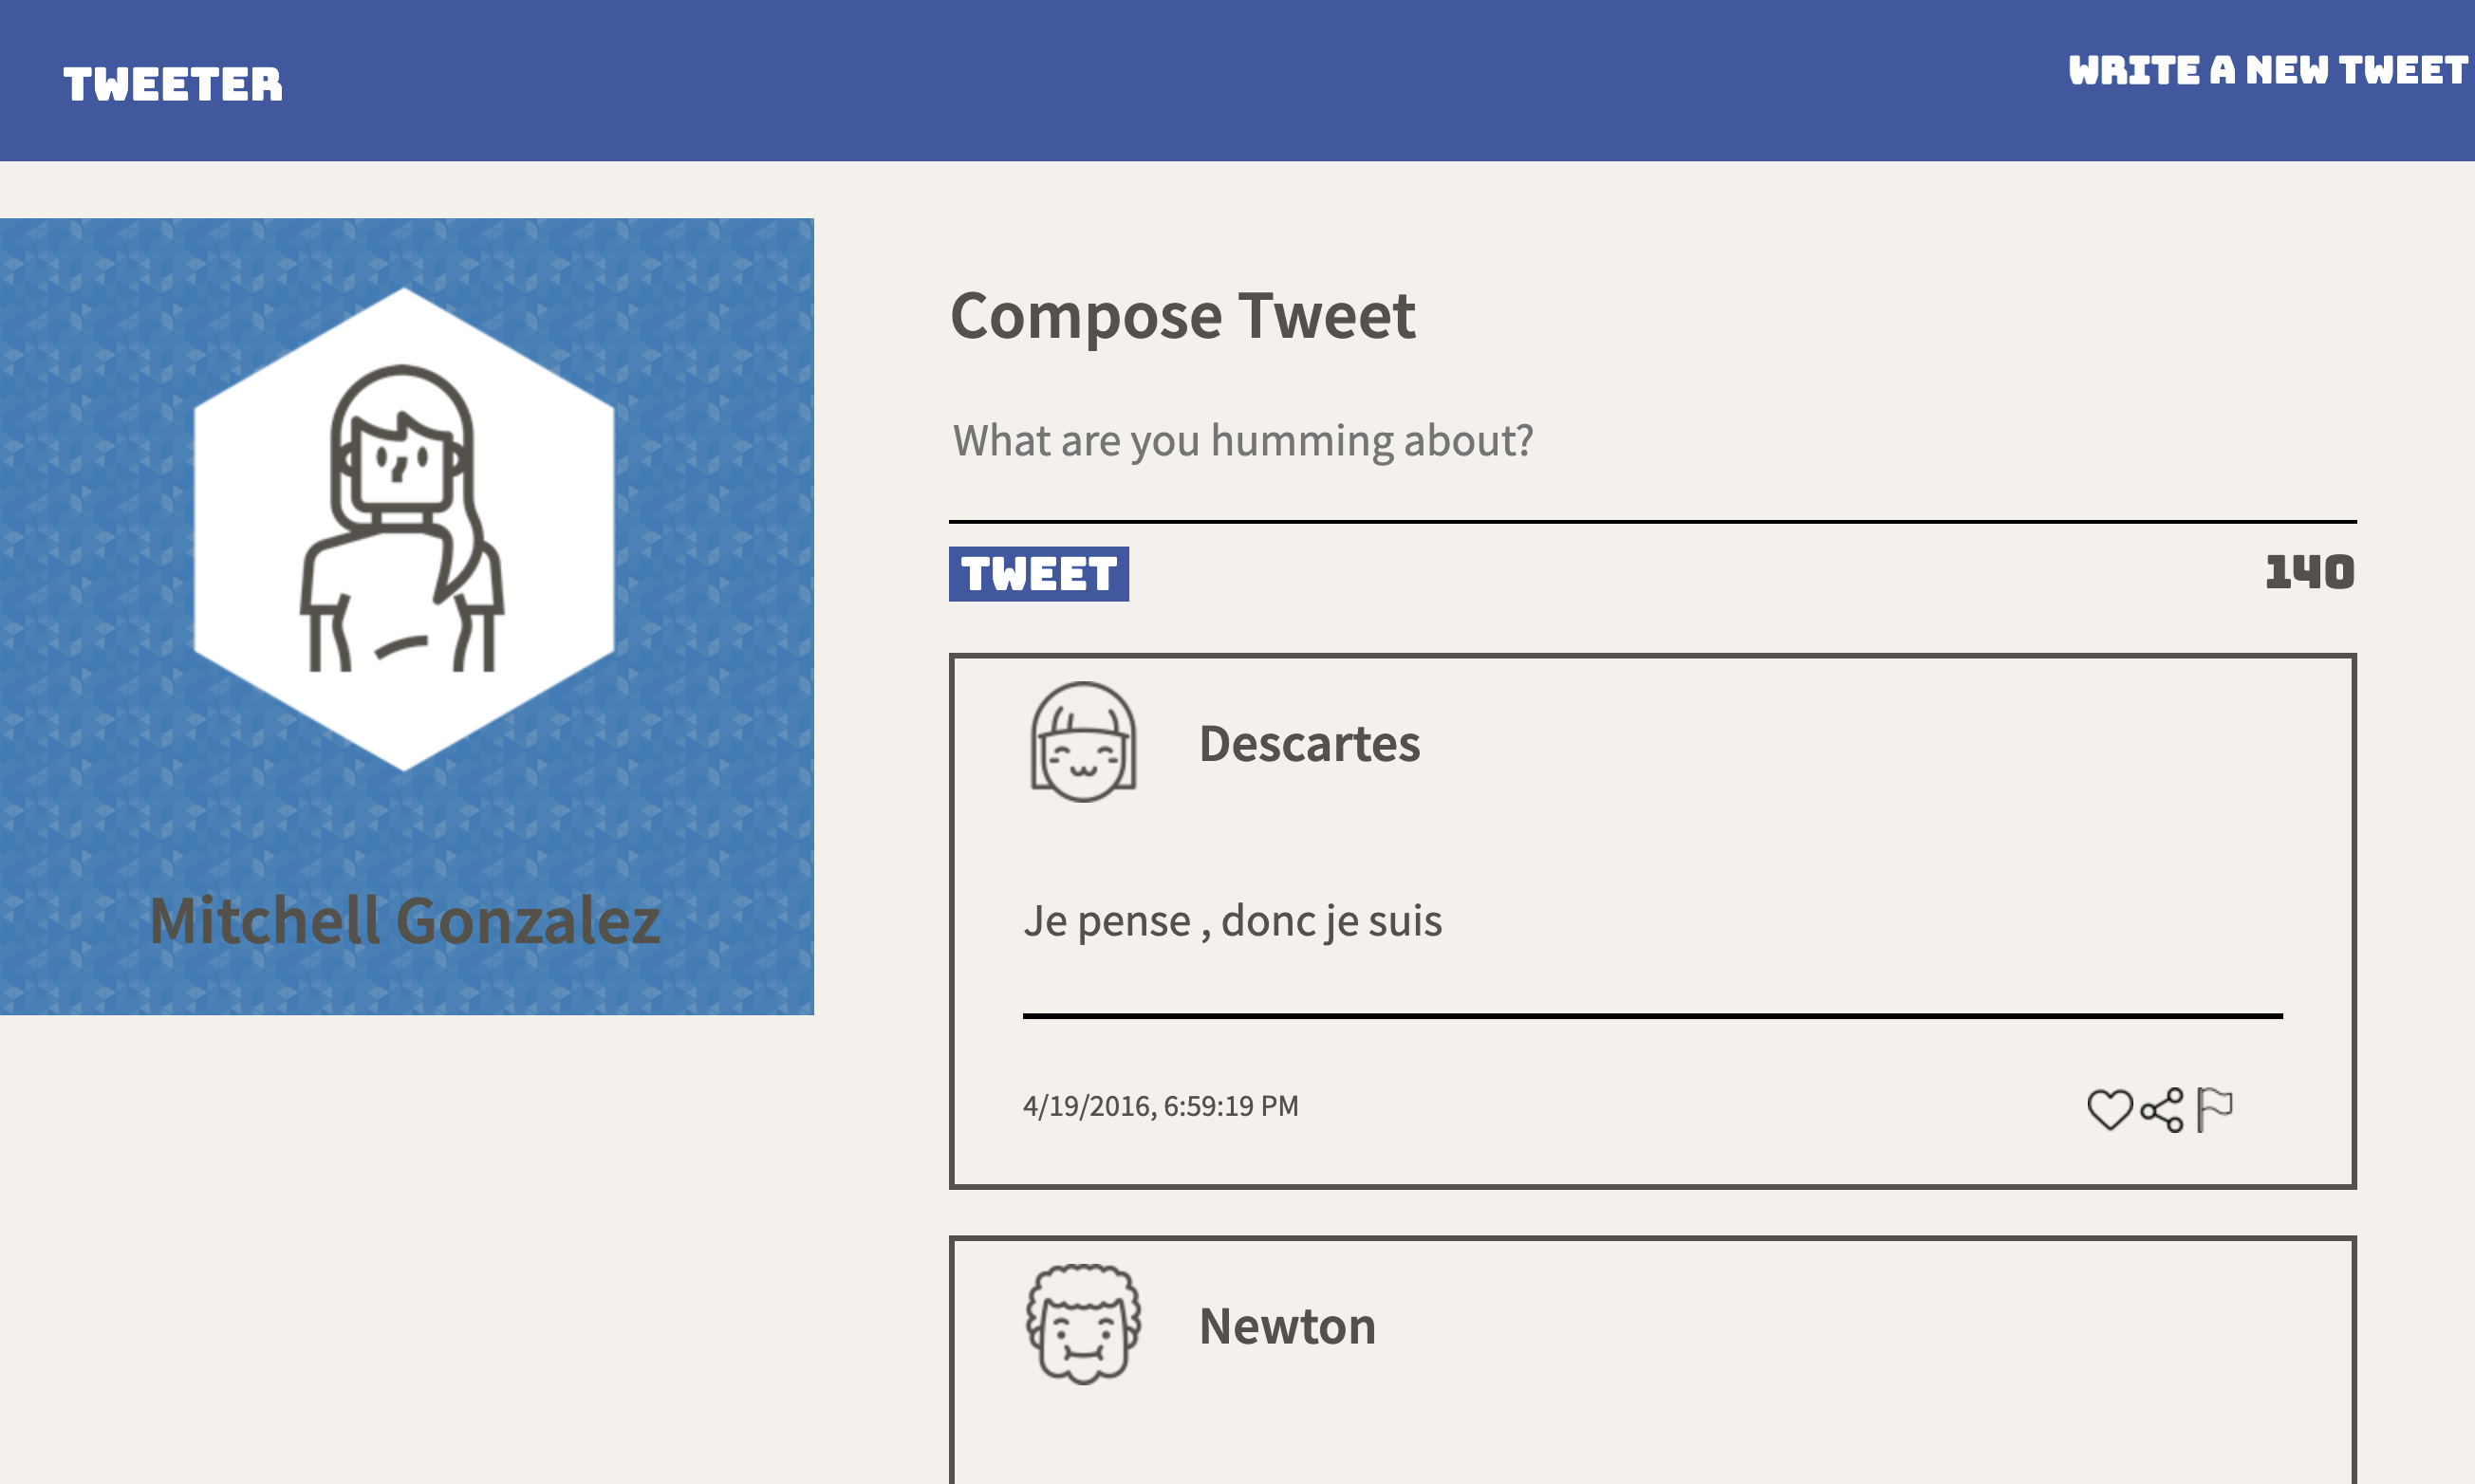 TWEETER
WRITE A NEW TWEET
Mitchell Gonzalez
Compose Tweet
What are you humming about?
TWEET
140
Descartes
Je pense , donc je suis
4/19/2016, 6:59:19 PM
Newton